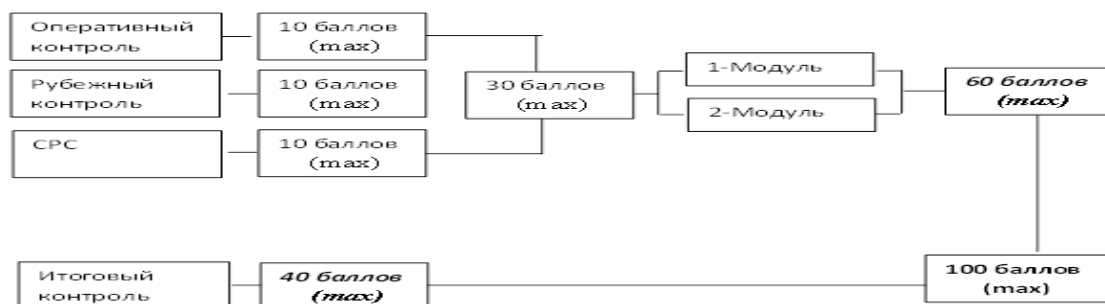 Оперативный
контроль
10 баллов
(max)
Рубежный
контроль
10 баллов
(max)
СРС
10 баллов
(max)
30 баллов
(max)
1-Модуль
2-Модуль
60 баллов
(max)
Итоговый
контроль
40 баллов
(max)
100 баллов
(max)